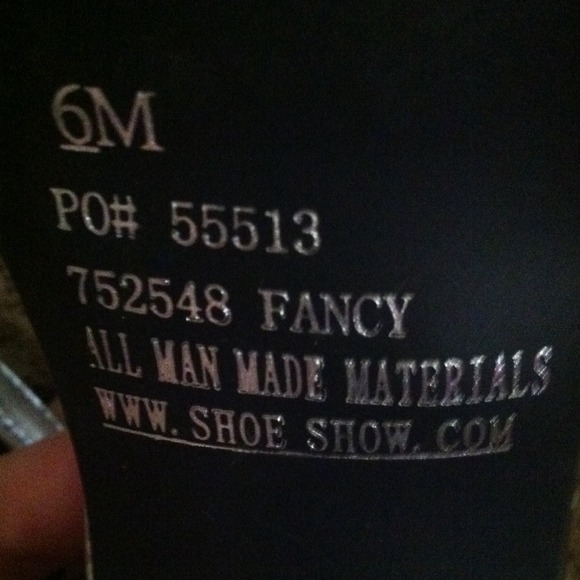 6M
PO# 55513
752548 FANCY
ALL MAN MADE MATERIALS
WWW. SHOE SHOW. COM